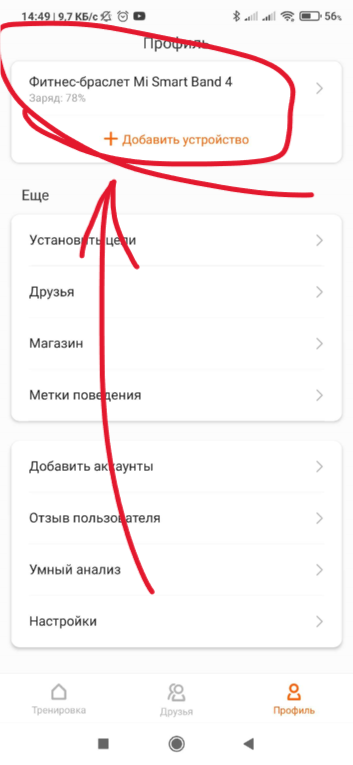 14:49 | 9,7 КБ/с
56%
Профиль
Фитнес-браслет Mi Smart Band 4
Заряд: 78%
+ Добавить устройство
Еще
Установить цели
Друзья
Магазин
Метки поведения
Добавить аккаунты
Отзыв пользователя
Умный анализ
Настройки
Тренировка
Друзья
Профиль